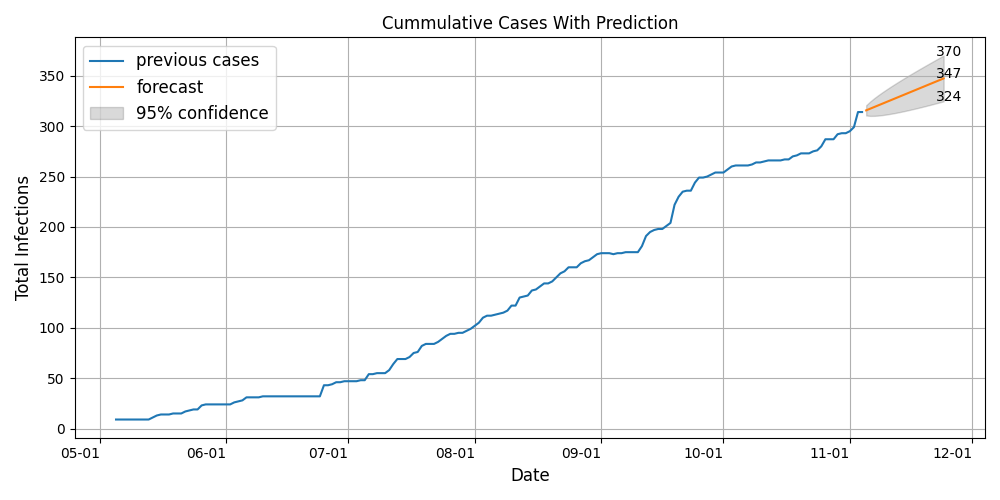 Cummulative Cases With Prediction
previous cases
forecast
95% confidence
370
347
324
Total Infections
350
300
250
200
150
100
50
0
05-01 06-01 07-01 08-01 09-01 10-01 11-01 12-01
Date